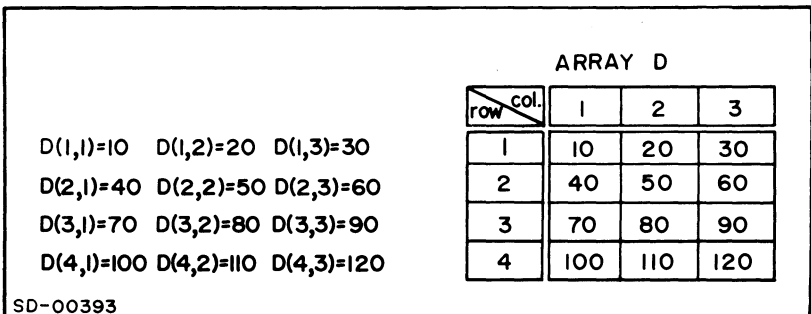 ARRAY D
row col. 1 2 3
D(1,1)=10 D(1,2)=20 D(1,3)=30 1 10 20 30
D(2,1)=40 D(2,2)=50 D(2,3)=60 2 40 50 60
D(3,1)=70 D(3,2)=80 D(3,3)=90 3 70 80 90
D(4,1)=100 D(4,2)=110 D(4,3)=120 4 100 110 120
SD-00393